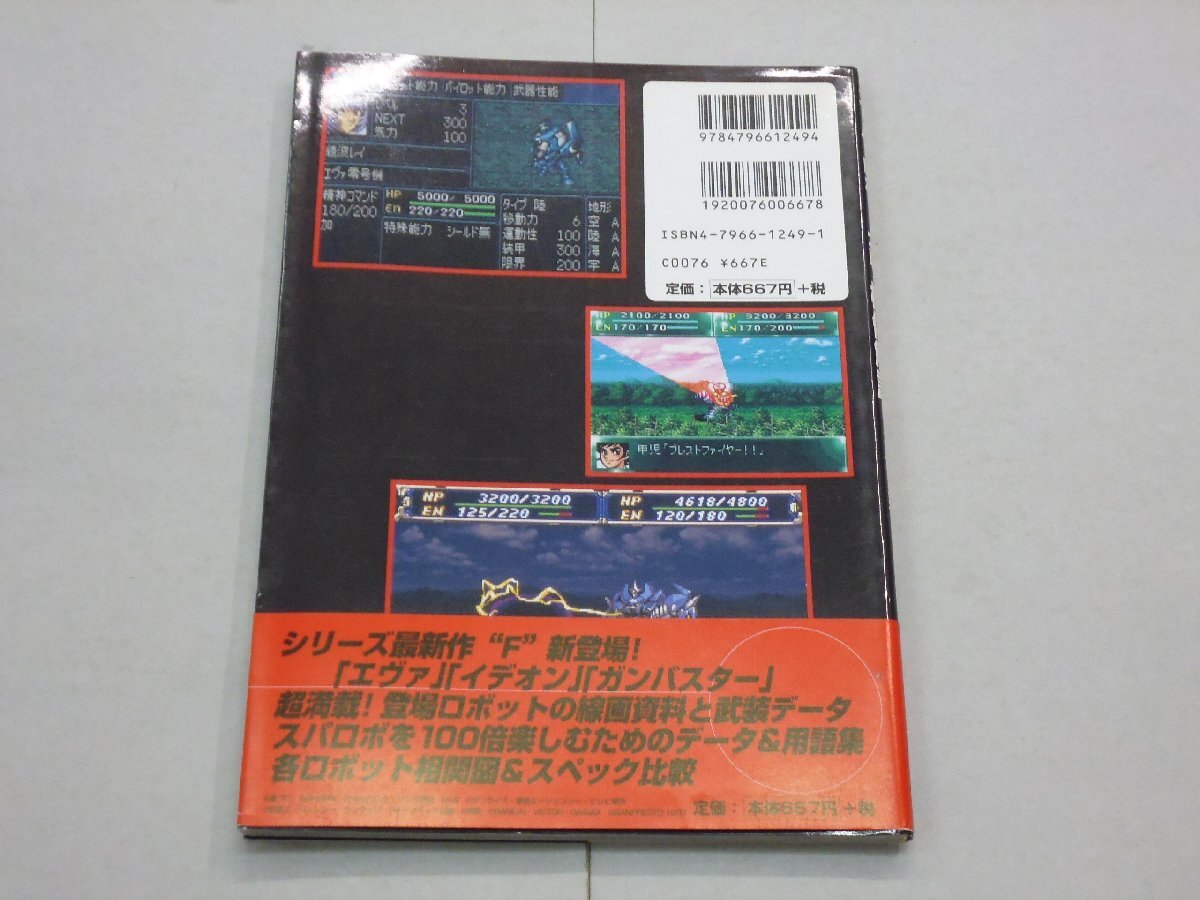 ット能力 パイロット能力 武器性能
ベル 3
NEXT 300
気力 100
綾波レイ
エヴァ零号機
精神コマンド
180/200
加
HP 5000/ 5000
EN 220/220
特殊能力 シールド無
タイプ 陸
移動力 6
運動性 100
装甲 300
限界 200
地形
空 A
陸 A
海 A
宇 A
9784796612494
1920076006678
ISBN4-7966-1249-1
C0076 ¥667E
定価：本体667円+税
HP 2100/2100
EN170/170
HP 3200/3200
EN170/200
甲児「ブレストファイヤー！！」
HP 3200/3200
EN 125/220
HP 4618/4800
EN 120/180
シリーズ最新作 “F” 新登場！
「エヴァ」「イデオン」「ガンバスター」
超満載！登場ロボットの線画資料と武装データ
スパロボを100倍楽しむためのデータ&用語集
各ロボット相関図&スペック比較
定価：本体667円+税